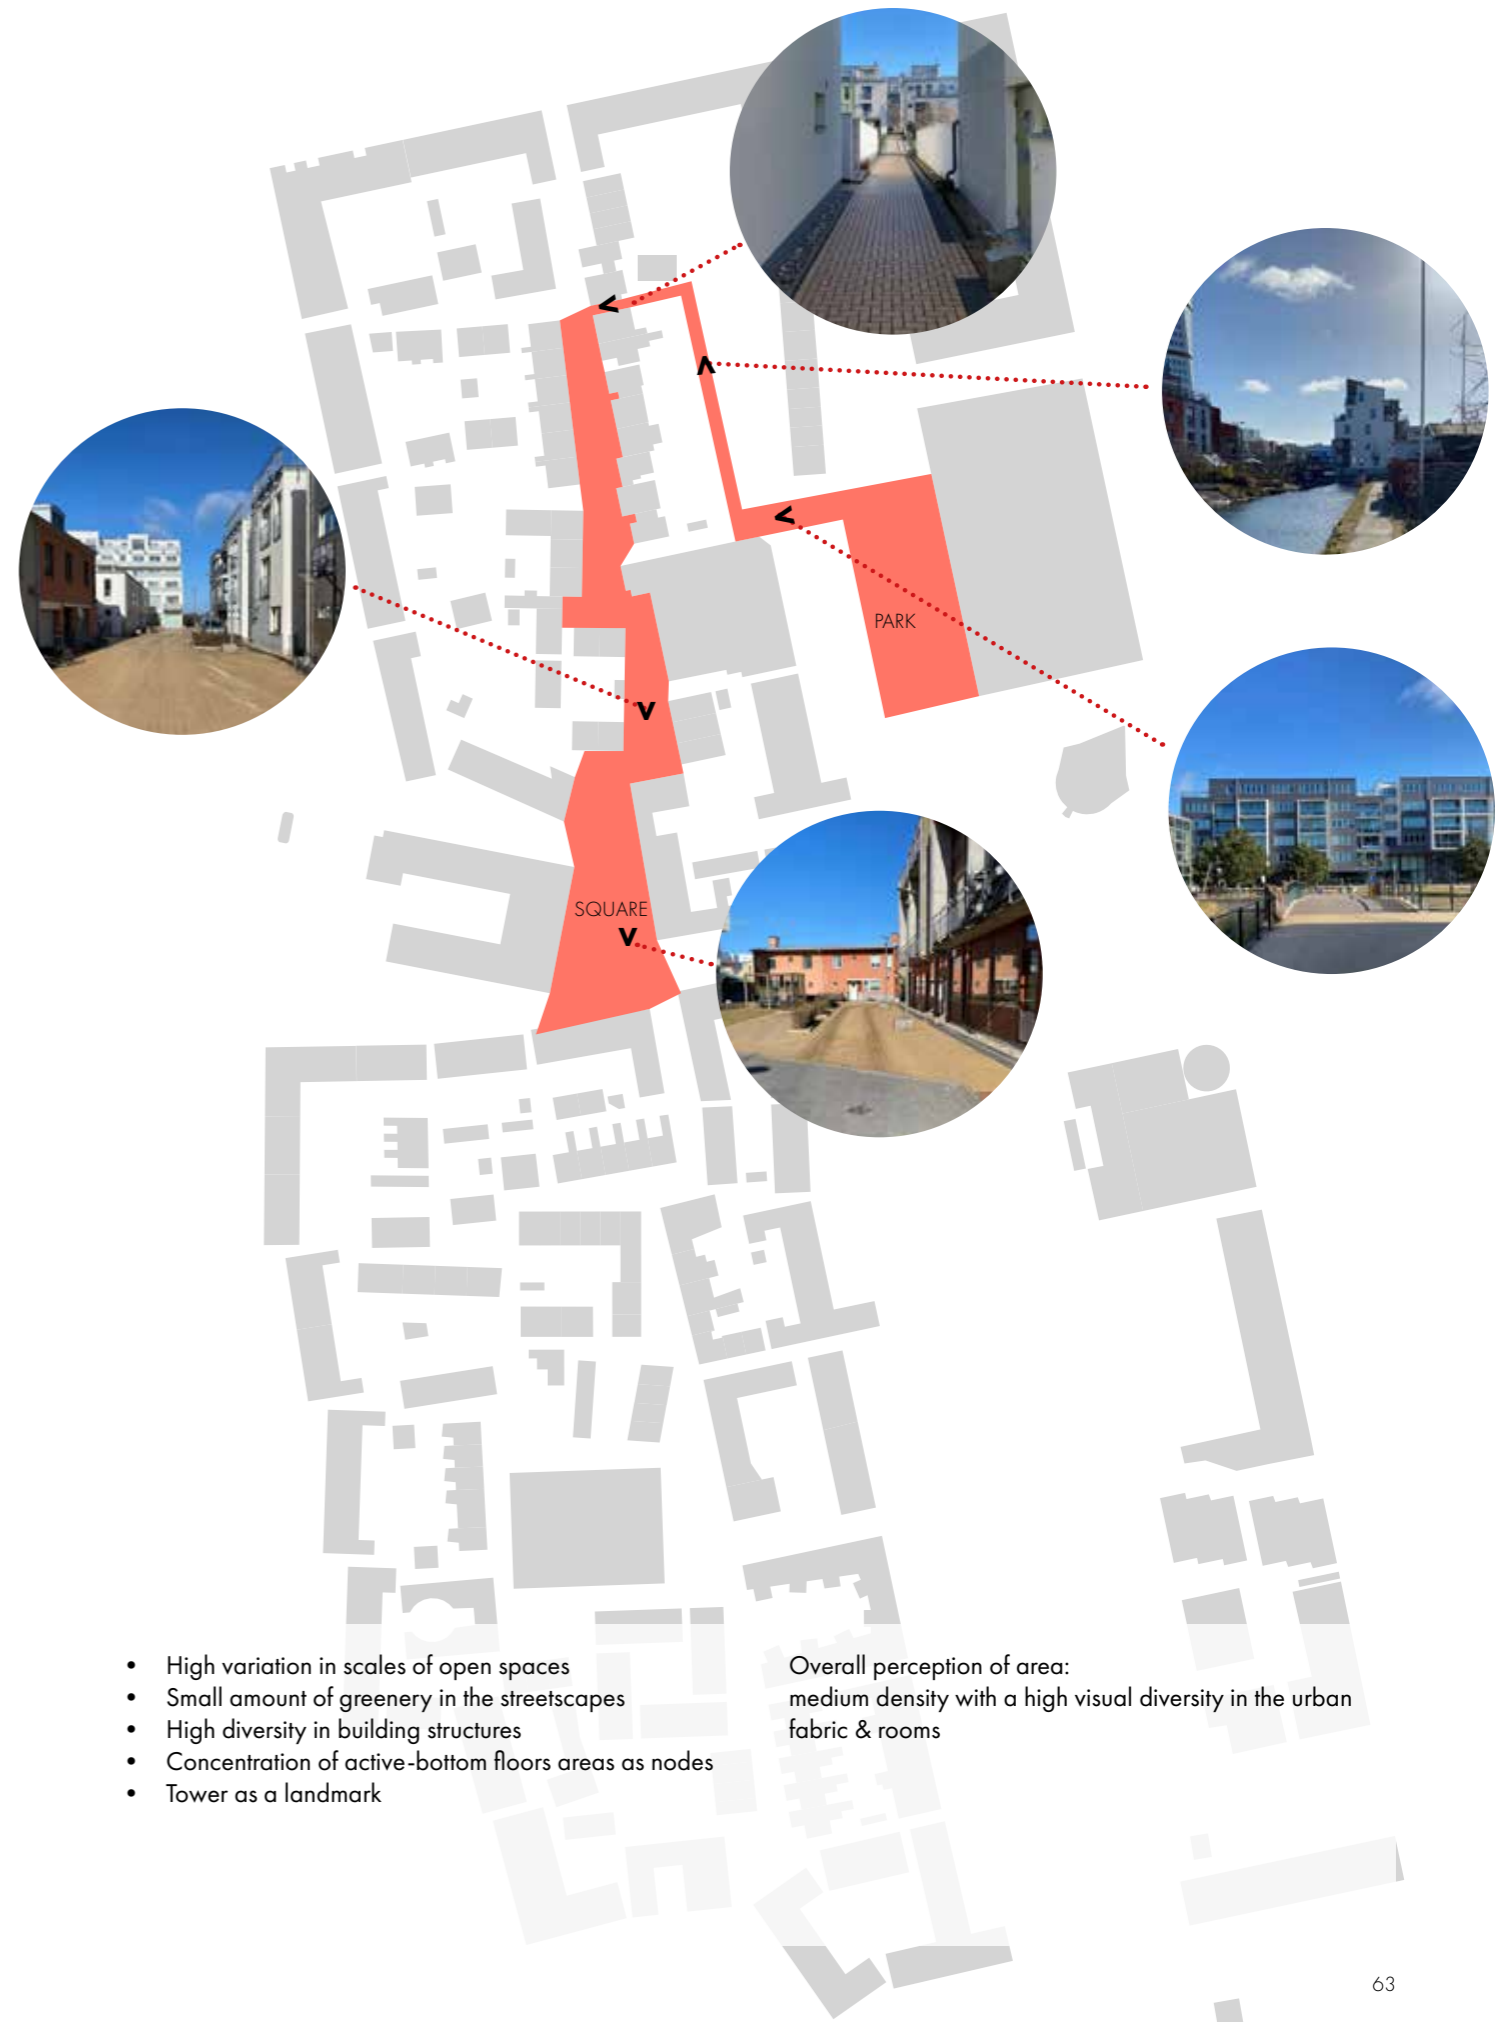 PARK
SQUARE
• High variation in scales of open spaces
• Small amount of greenery in the streetscapes
• High diversity in building structures
• Concentration of active-bottom floors areas as nodes
• Tower as a landmark
Overall perception of area:
medium density with a high visual diversity in the urban
fabric & rooms
63